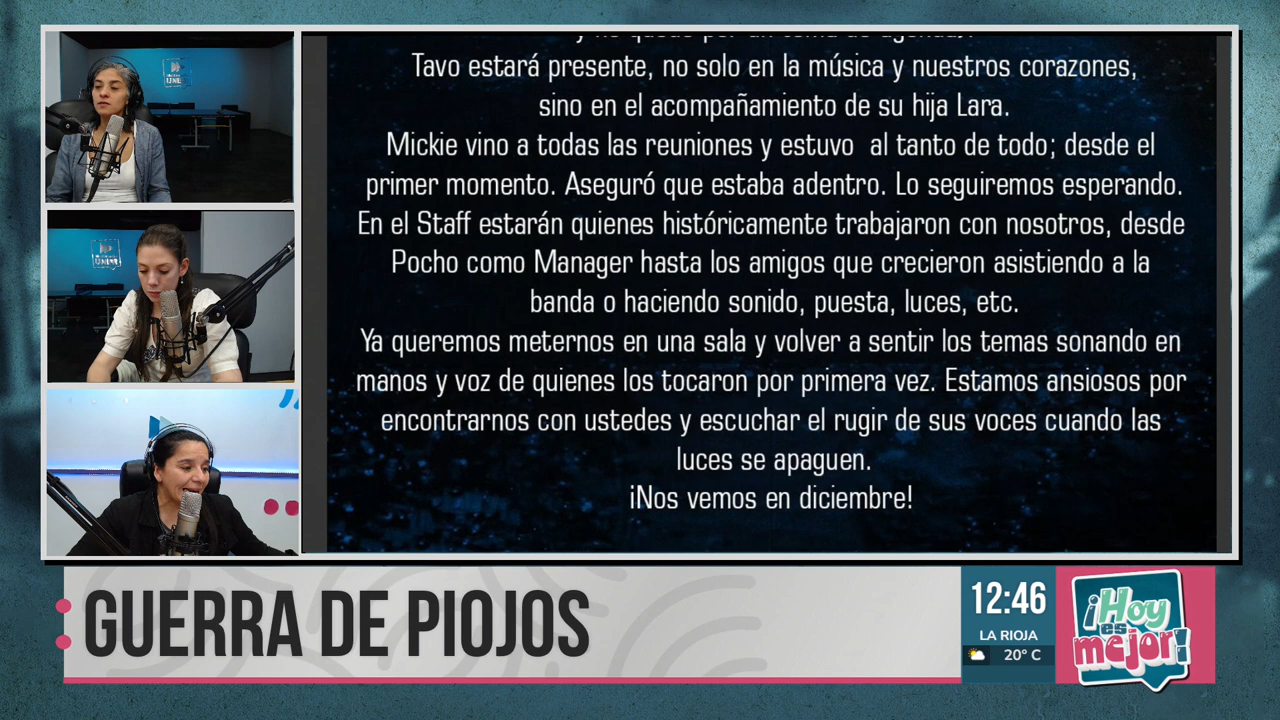 Tavo estará presente, no solo en la música y nuestros corazones,
sino en el acompañamiento de su hija Lara.
Mickie vino a todas las reuniones y estuvo al tanto de todo; desde el
primer momento. Aseguró que estaba adentro. Lo seguiremos esperando.
En el Staff estarán quienes históricamente trabajaron con nosotros, desde
Pocho como Manager hasta los amigos que crecieron asistiendo a la
banda o haciendo sonido, puesta, luces, etc.
Ya queremos meternos en una sala y volver a sentir los temas sonando en
manos y voz de quienes los tocaron por primera vez. Estamos ansiosos por
encontrarnos con ustedes y escuchar el rugir de sus voces cuando las
luces se apaguen.
¡Nos vemos en diciembre!
GUERRA DE PIOJOS
12:46
LA RIOJA
20° C
¡Hoy
es
mejor!